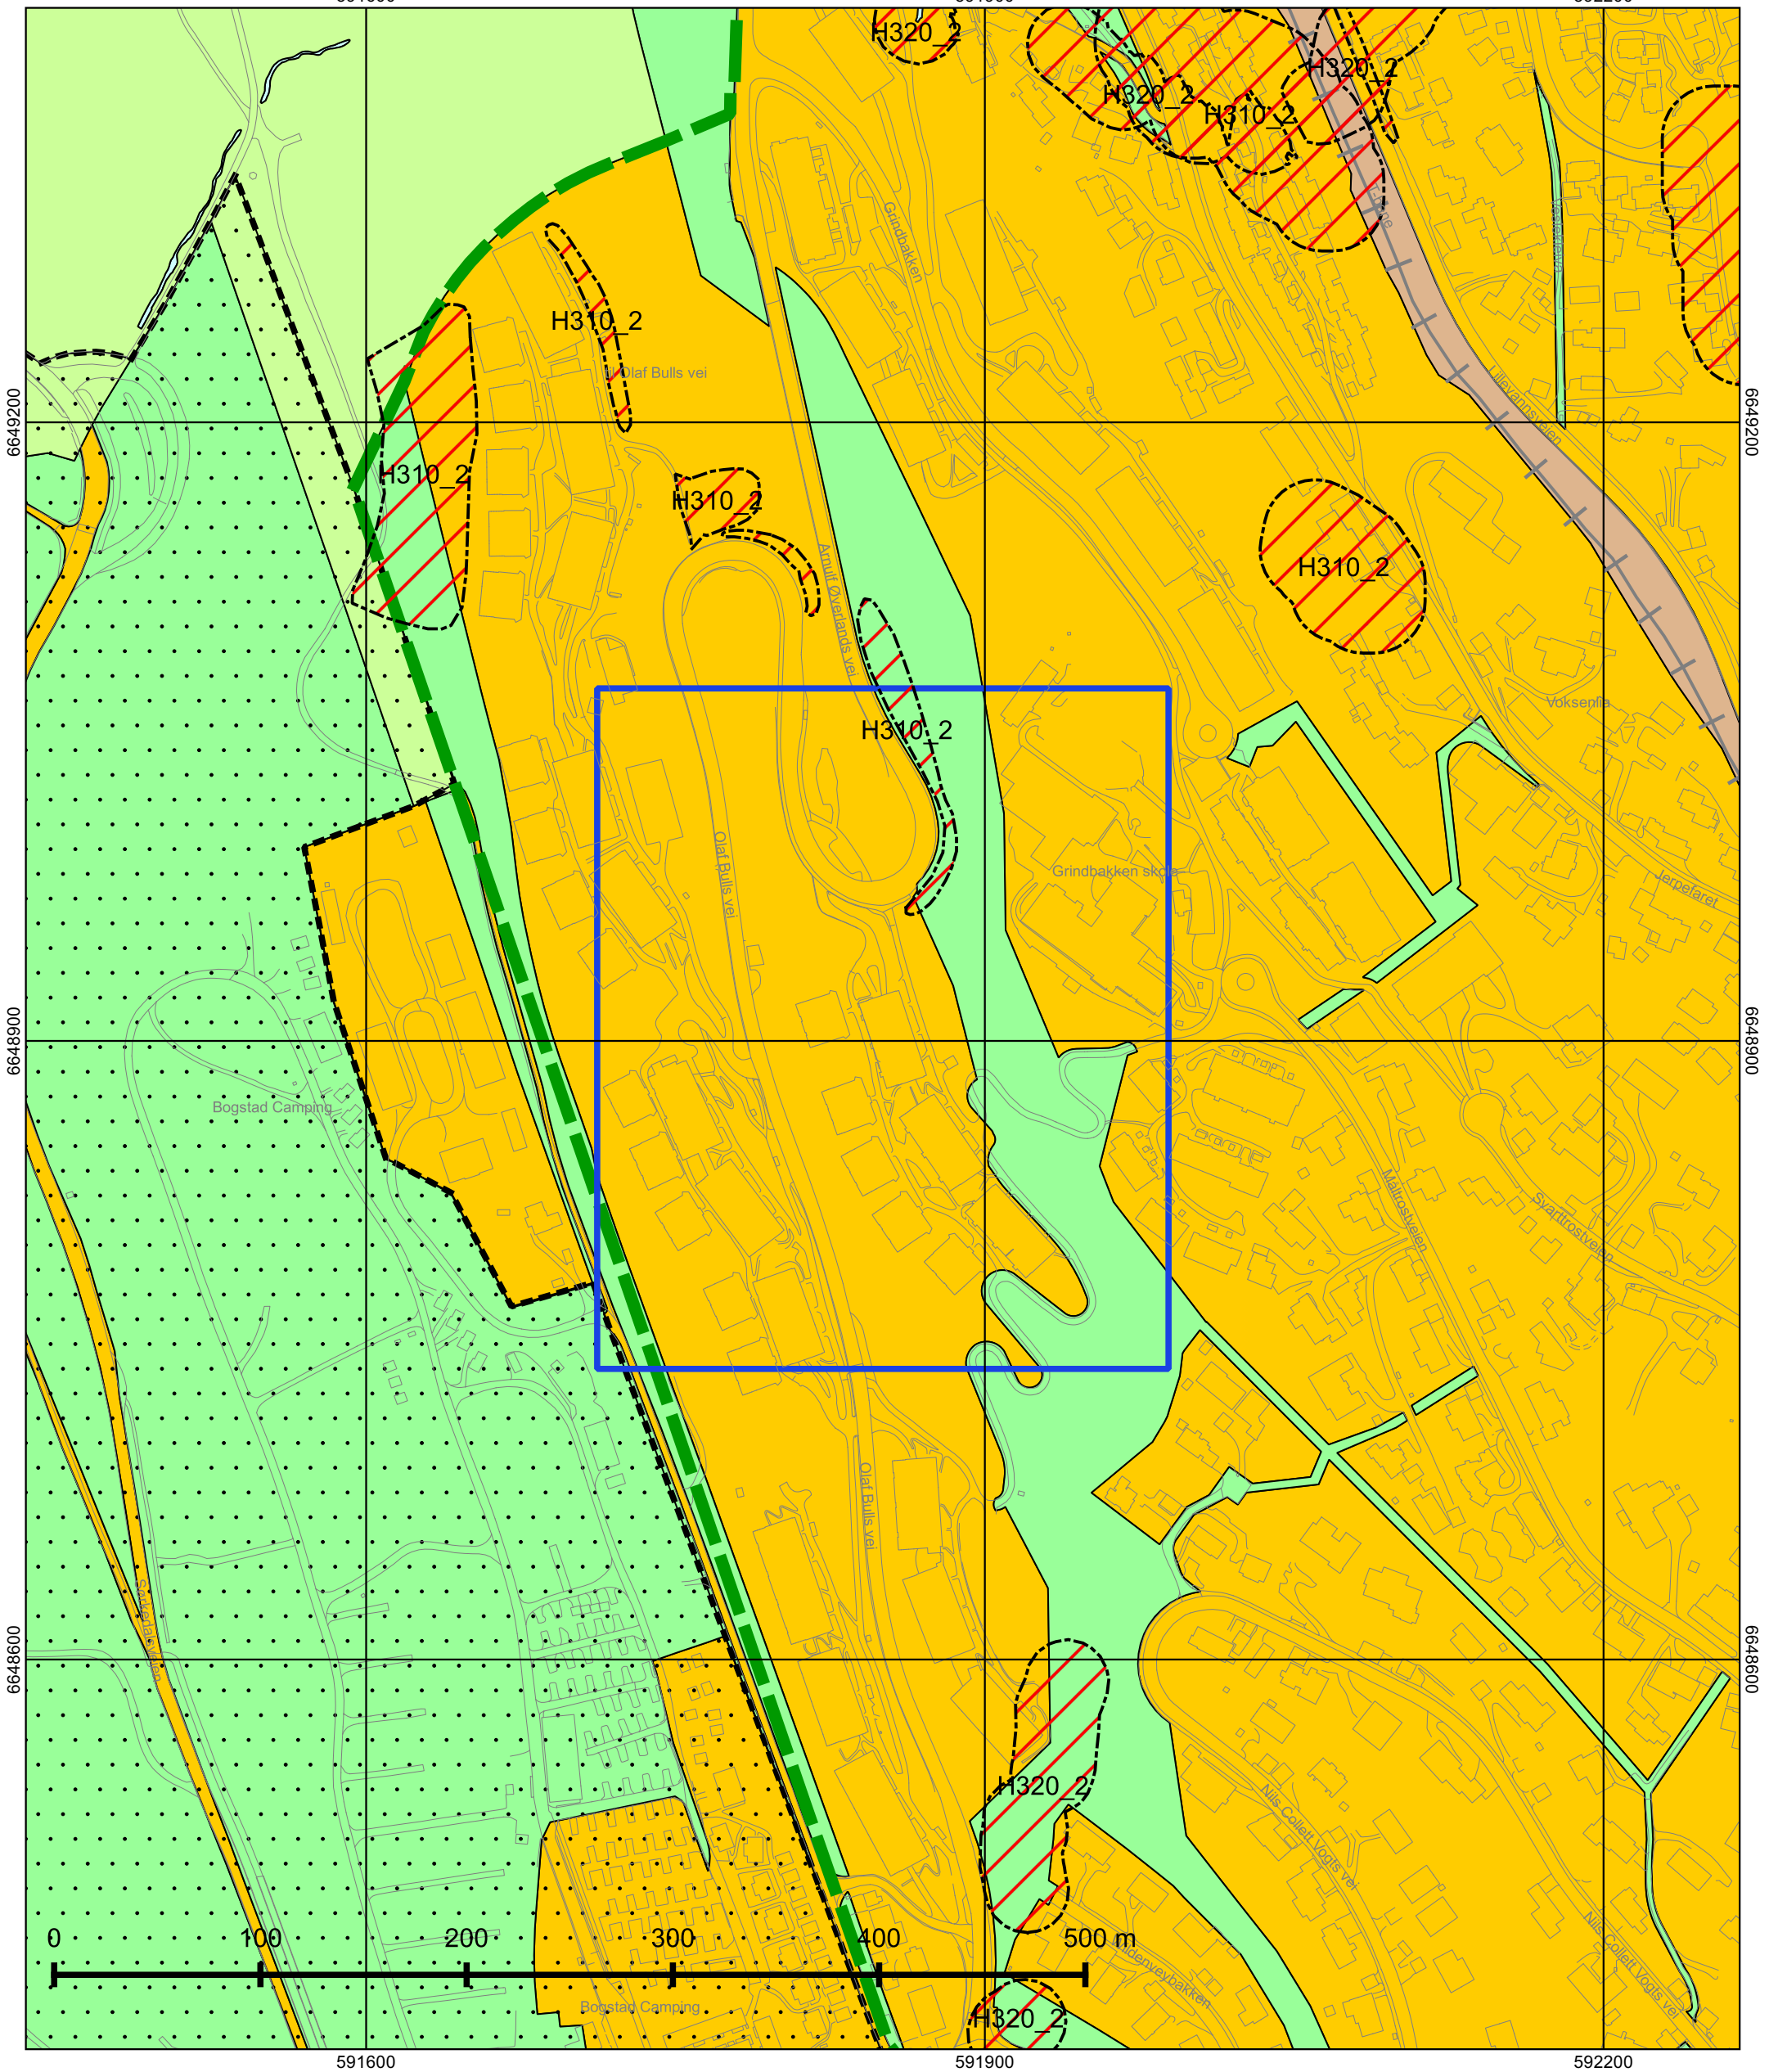 H320_2
H320_2
H320_2
H310_2
Grindbakken
H310_2
til Olaf Bulls vei
Lillevannsveien
6649200
6649200
H310_2
H310_2
Arnulf Øverlands vei
H310_2
Voksenlia
H310_2
Olaf Bulls vei
Grindbakken skole
Jerpefaret
6648900
6648900
Bogstad Camping
Måltrostveien
Svarttrostveien
Olaf Bulls vei
Sørkedalsveien
6648600
6648600
H320_2
Nils Collett Vogts vei
0 100 200 300 400 500 m
Nils Collett Vogts vei
Bogstad Camping
H320_2
591600 591900 592200